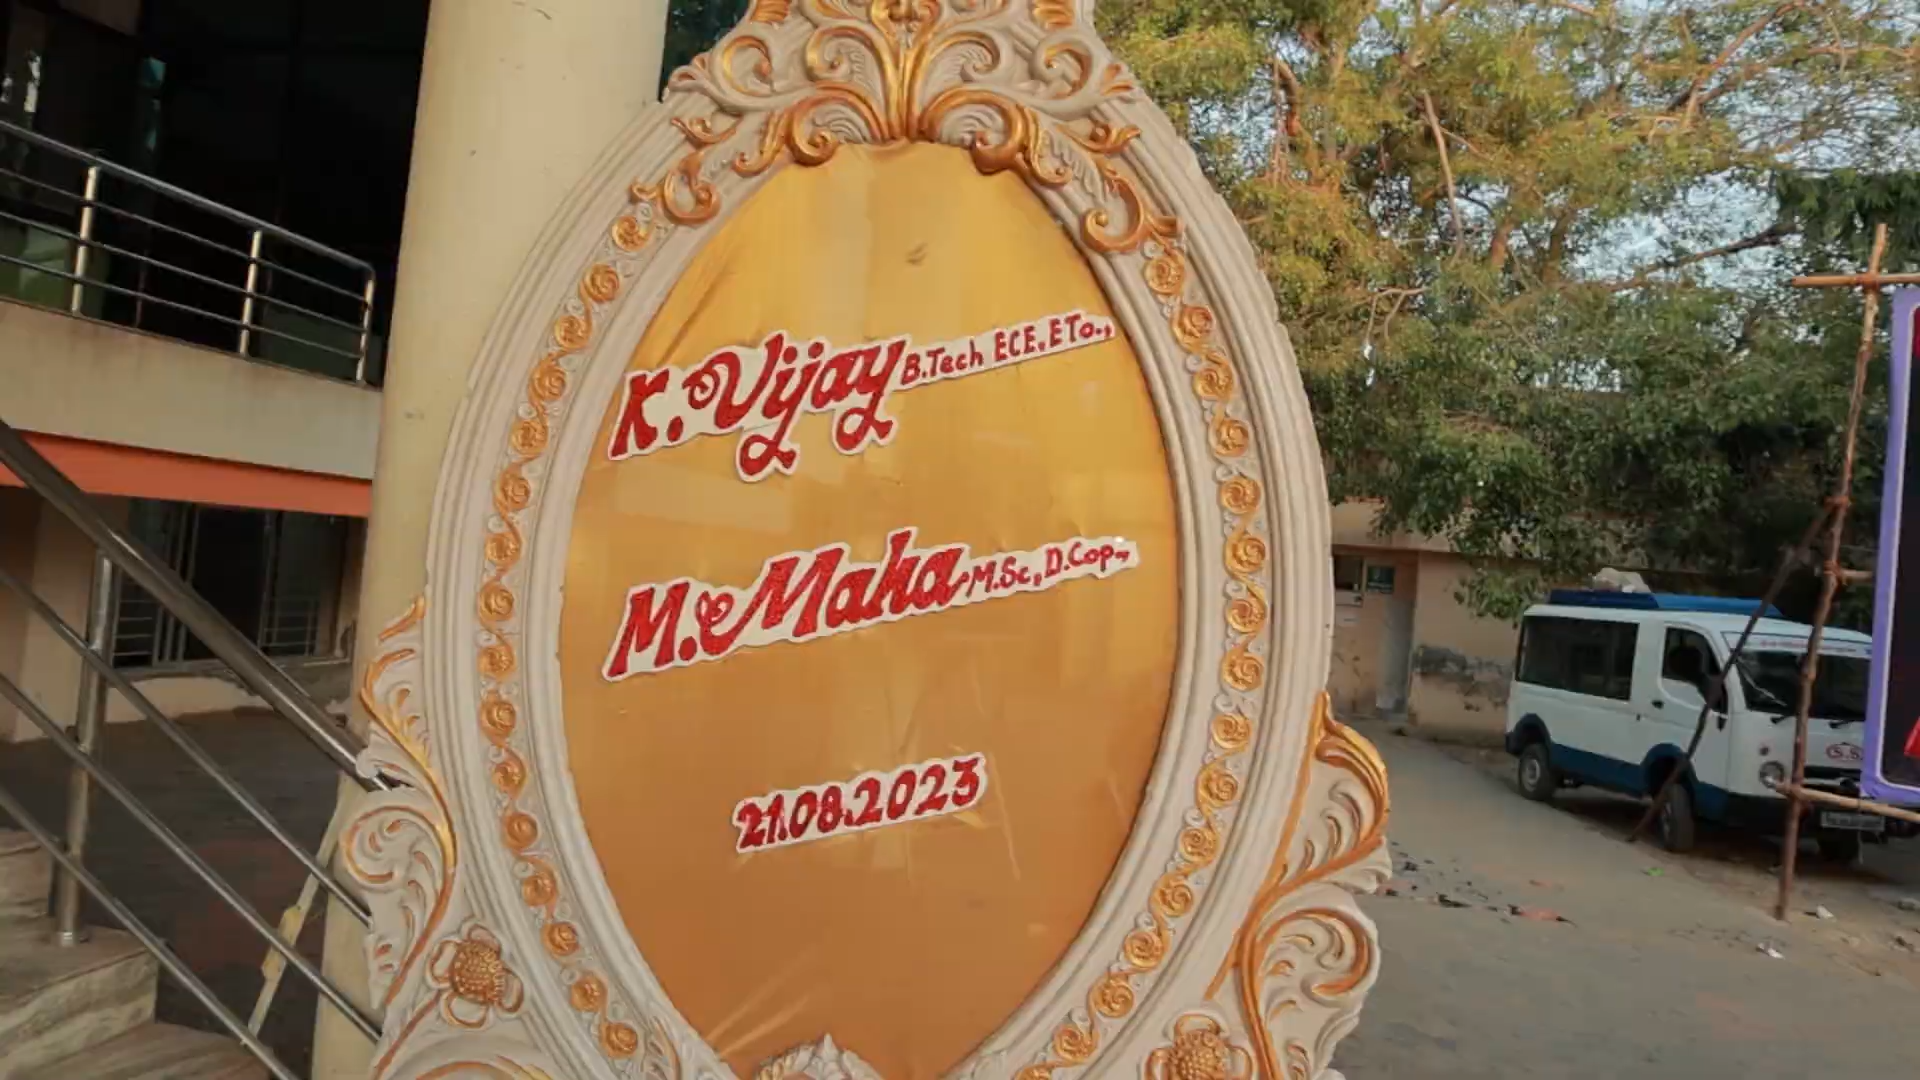 K. Vijay B.Tech ECE, ETo.,
M. Maha M.Sc, D.Cop.,
21.08.2023
S.S